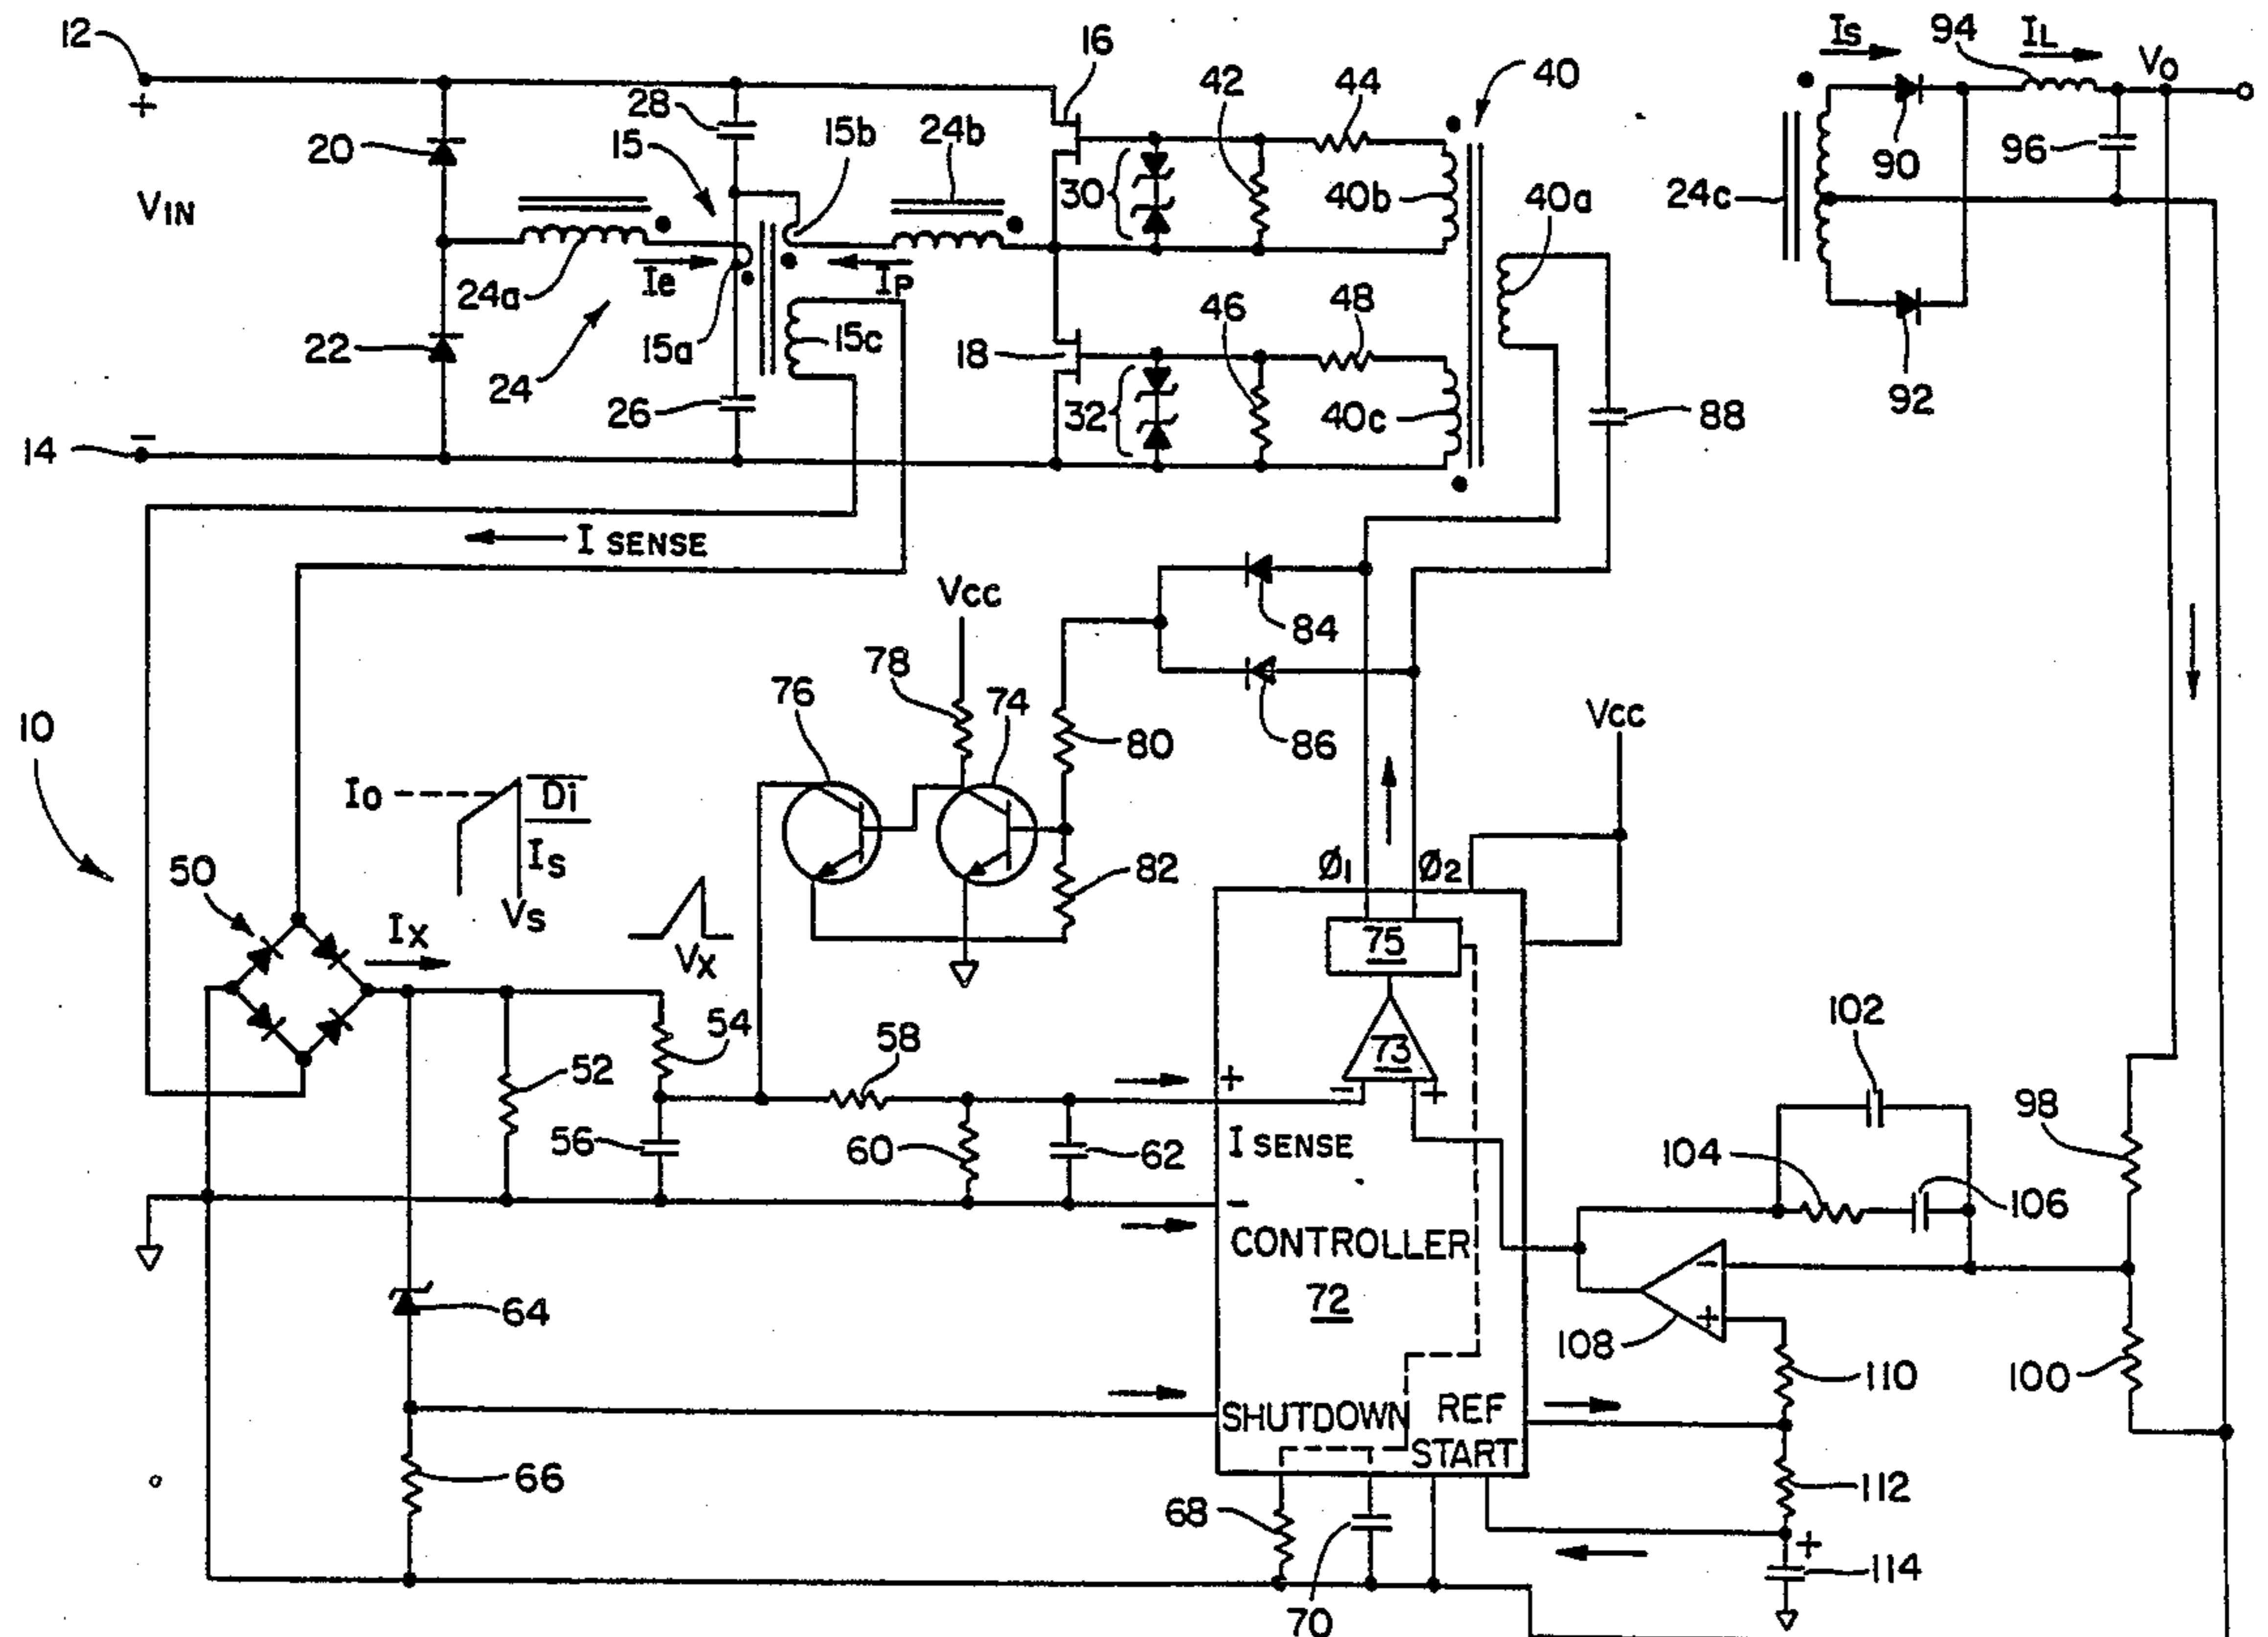 12
+
VIN
14
−
20
22
28
15
15b
24b
24a
Ie
IP
24
15a
15c
26
16
18
42
44
40
30
40b
40a
46
48
32
40c
88
IS
94
IL
VO
90
96
24c
92
I SENSE
VCC
84
86
78
76
74
80
82
VCC
10
IO
Di
IS
VS
VX
50
IX
Ø1
Ø2
75
73
−
+
54
58
52
56
60
62
+
I SENSE
−
CONTROLLER
72
64
66
SHUTDOWN
REF
START
68
70
102
104
106
98
100
−
+
108
110
112
+
114